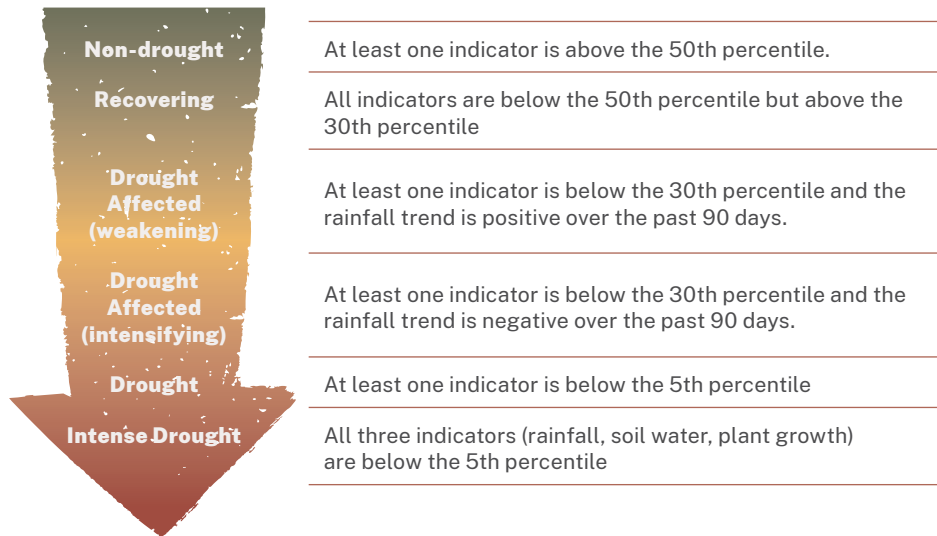 Non-drought
At least one indicator is above the 50th percentile.
Recovering
All indicators are below the 50th percentile but above the
30th percentile
Drought
Affected
(weakening)
At least one indicator is below the 30th percentile and the
rainfall trend is positive over the past 90 days.
Drought
Affected
(intensifying)
At least one indicator is below the 30th percentile and the
rainfall trend is negative over the past 90 days.
Drought
At least one indicator is below the 5th percentile
Intense Drought
All three indicators (rainfall, soil water, plant growth)
are below the 5th percentile